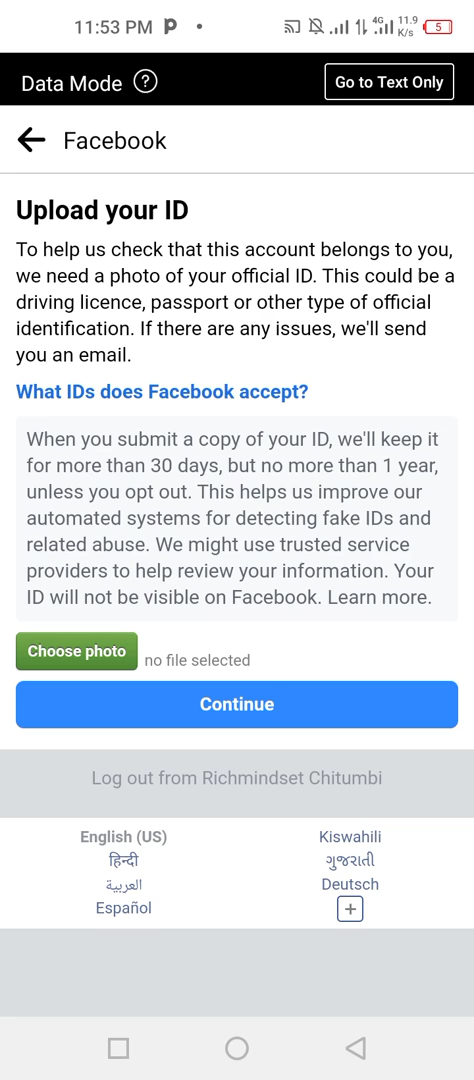 11:53 PM P • 4G 11.9 K/s 5
Data Mode ? Go to Text Only
Facebook
Upload your ID
To help us check that this account belongs to you,
we need a photo of your official ID. This could be a
driving licence, passport or other type of official
identification. If there are any issues, we'll send
you an email.
What IDs does Facebook accept?
When you submit a copy of your ID, we'll keep it
for more than 30 days, but no more than 1 year,
unless you opt out. This helps us improve our
automated systems for detecting fake IDs and
related abuse. We might use trusted service
providers to help review your information. Your
ID will not be visible on Facebook. Learn more.
Choose photo no file selected
Continue
Log out from Richmindset Chitumbi
English (US) Kiswahili
हिन्दी ગુજરાતી
العربية Deutsch
Español +